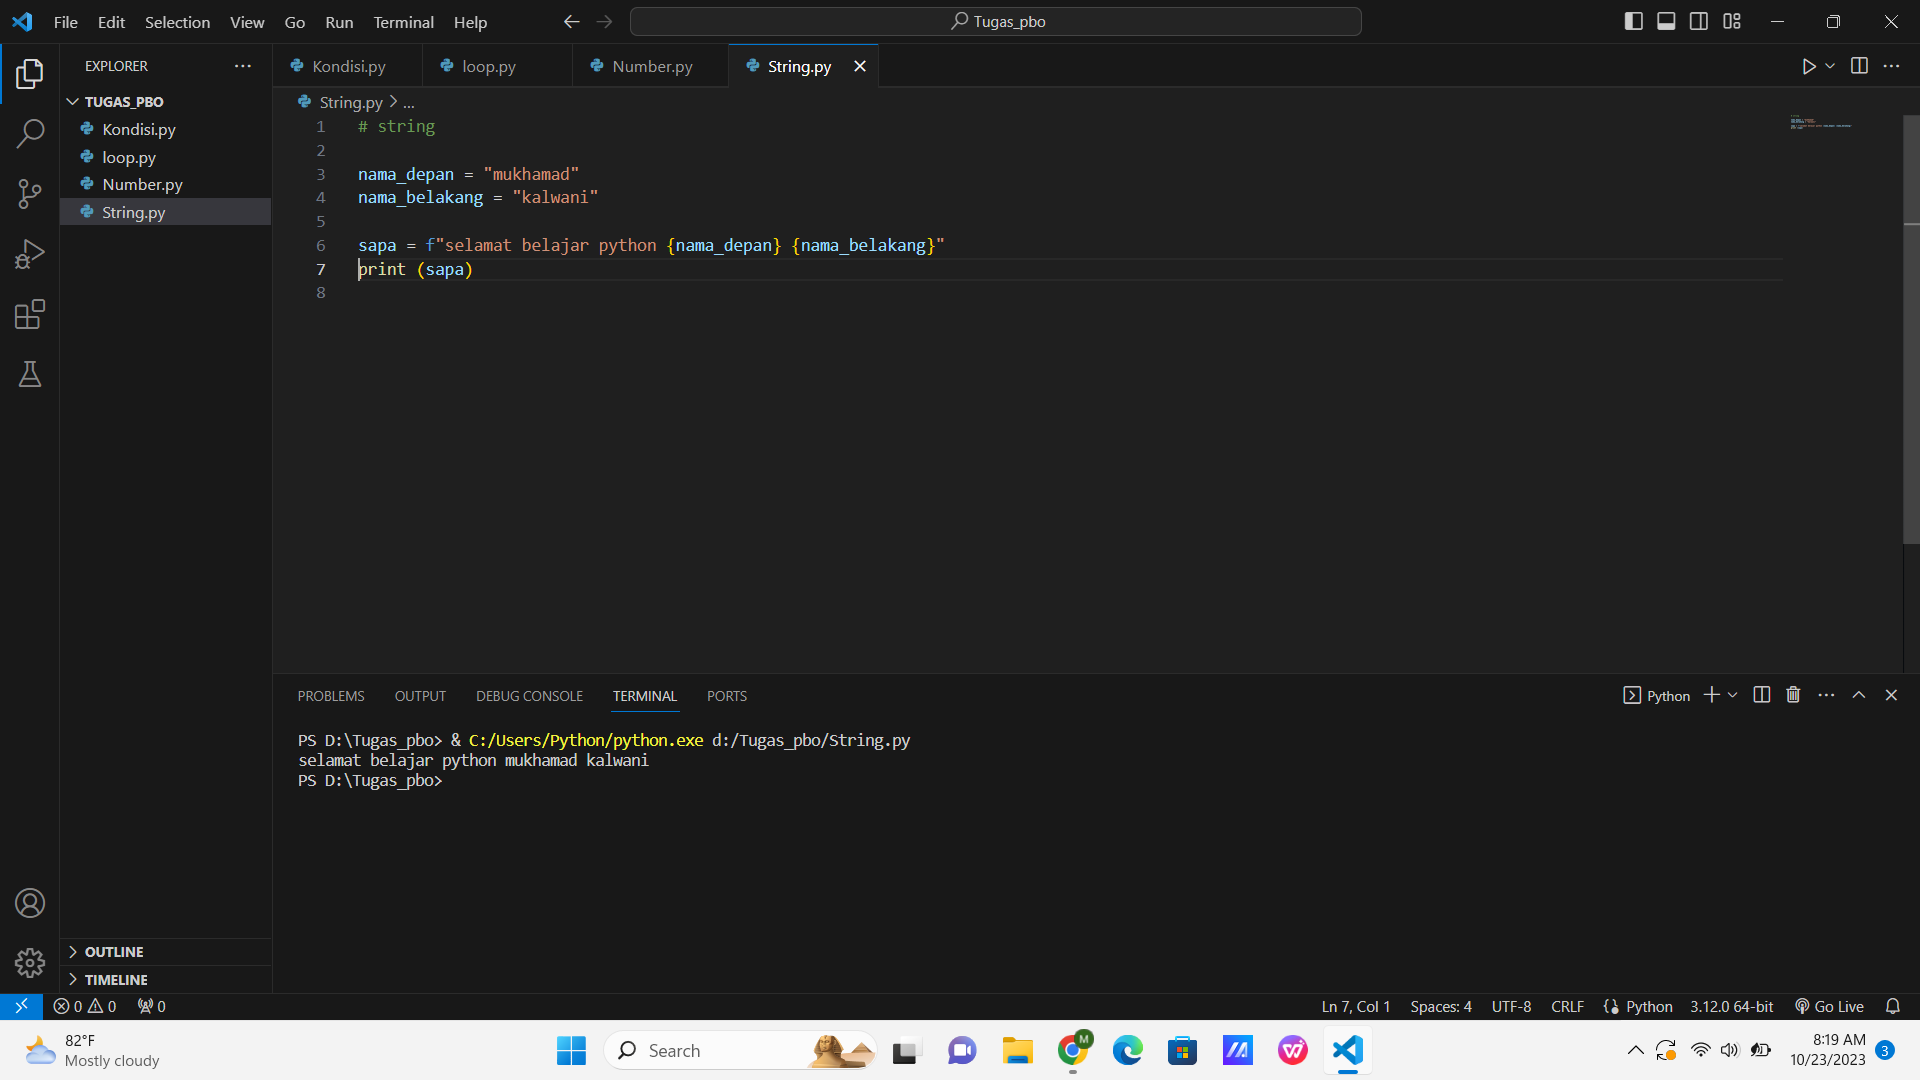 File Edit Selection View Go Run Terminal Help
Tugas_pbo
EXPLORER
Kondisi.py
loop.py
Number.py
String.py
TUGAS_PBO
Kondisi.py
loop.py
Number.py
String.py
OUTLINE
TIMELINE
String.py > ...
1 # string
2
3 nama_depan = "mukhamad"
4 nama_belakang = "kalwani"
5
6 sapa = f"selamat belajar python {nama_depan} {nama_belakang}"
7 print (sapa)
8
PROBLEMS OUTPUT DEBUG CONSOLE TERMINAL PORTS
Python
PS D:\Tugas_pbo> & C:/Users/Python/python.exe d:/Tugas_pbo/String.py
selamat belajar python mukhamad kalwani
PS D:\Tugas_pbo>
0 0 0
Ln 7, Col 1 Spaces: 4 UTF-8 CRLF Python 3.12.0 64-bit Go Live
82°F
Mostly cloudy
Search
M
8:19 AM
10/23/2023
3